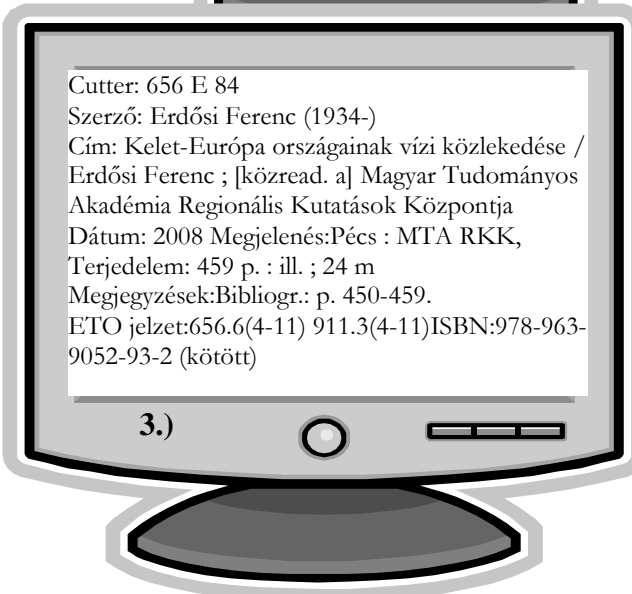 Cutter: 656 E 84
Szerző: Erdősi Ferenc (1934-)
Cím: Kelet-Európa országainak vízi közlekedése /
Erdősi Ferenc ; [közread. a] Magyar Tudományos
Akadémia Regionális Kutatások Központja
Dátum: 2008 Megjelenés:Pécs : MTA RKK,
Terjedelem: 459 p. : ill. ; 24 m
Megjegyzések:Bibliogr.: p. 450-459.
ETO jelzet:656.6(4-11) 911.3(4-11)ISBN:978-963-
9052-93-2 (kötött)
3.)